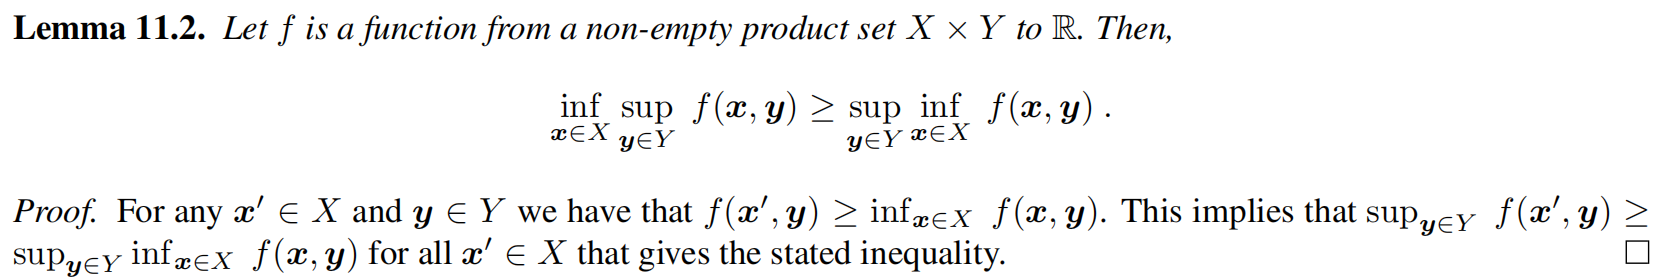 Lemma 11.2. Let f is a function from a non-empty product set X × Y to ℝ. Then,
inf sup f(x, y) ≥ sup inf f(x, y) .
x∈X y∈Y y∈Y x∈X
Proof. For any x′ ∈ X and y ∈ Y we have that f(x′, y) ≥ inf_{x∈X} f(x, y). This implies that sup_{y∈Y} f(x′, y) ≥
sup_{y∈Y} inf_{x∈X} f(x, y) for all x′ ∈ X that gives the stated inequality. □